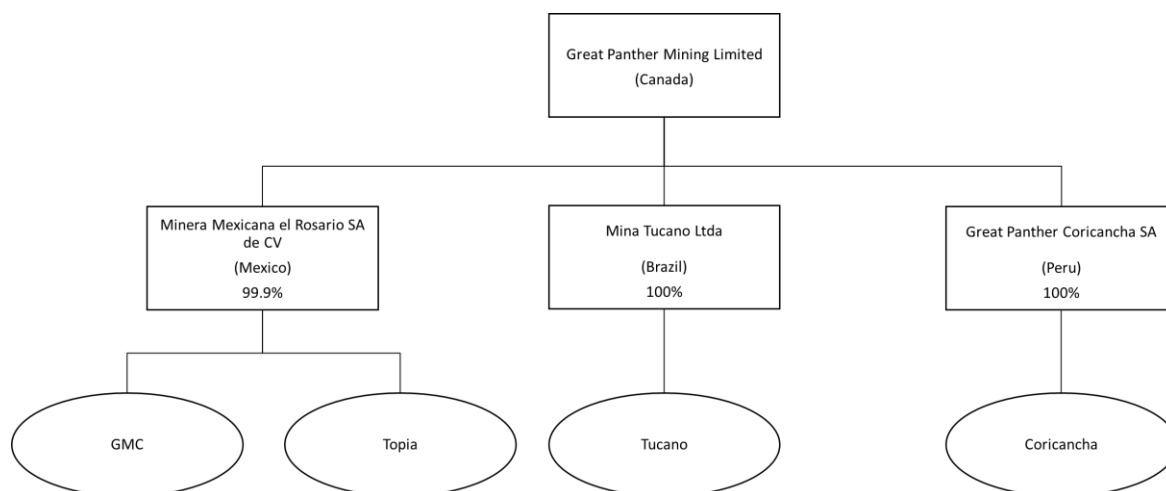 Great Panther Mining Limited
(Canada)
Minera Mexicana el Rosario SA
de CV
(Mexico)
99.9%
Mina Tucano Ltda
(Brazil)
100%
Great Panther Coricancha SA
(Peru)
100%
GMC
Topia
Tucano
Coricancha